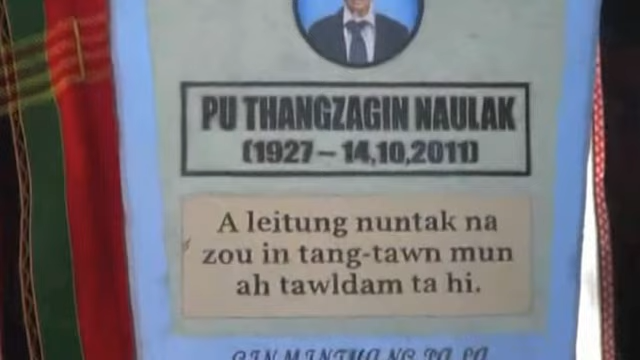 PU THANGZAGIN NAULAK
(1927 – 14,10,2011)
A leitung nuntak na
zou in tang-tawn mun
ah tawldam ta hi.